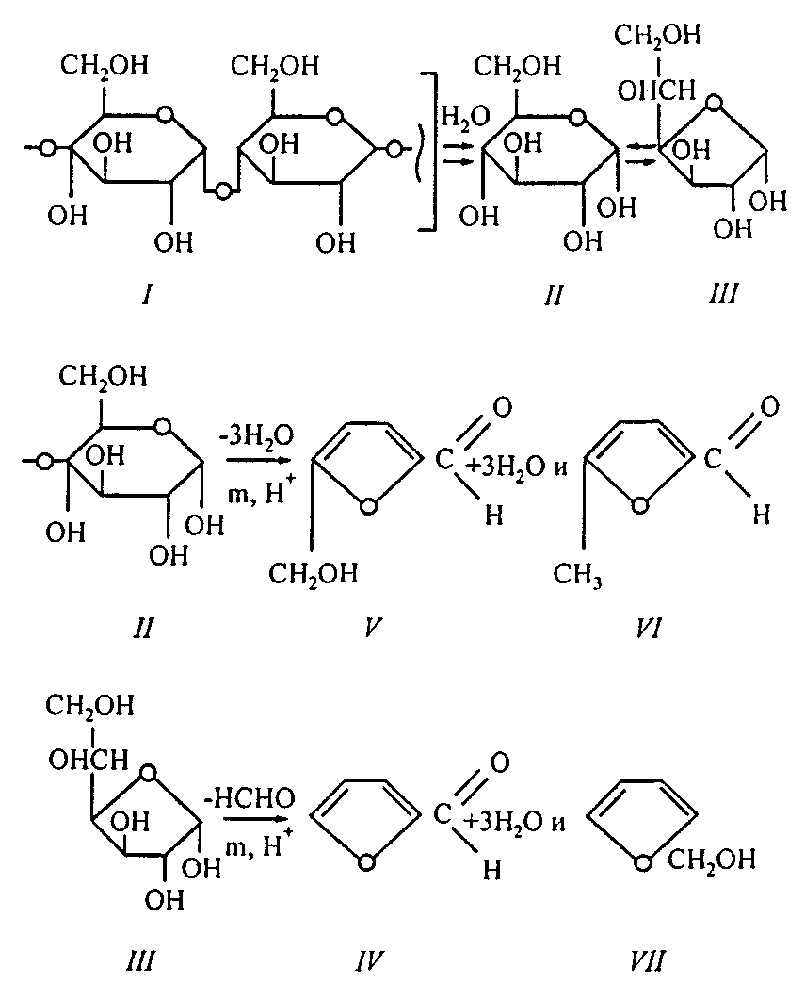 CH₂OH
CH₂OH CH₂OH CH₂OH OHCH
H₂O
OH OH OH OH
OH OH OH OH
OH OH OH OH
I II III
CH₂OH
O O
-3H₂O
OH C +3H₂O и C
m, H⁺
OH OH H H
OH
CH₂OH CH₃
II V VI
CH₂OH
OHCH O
-HCHO
OH C +3H₂O и
m, H⁺
OH H CH₂OH
OH
III IV VII